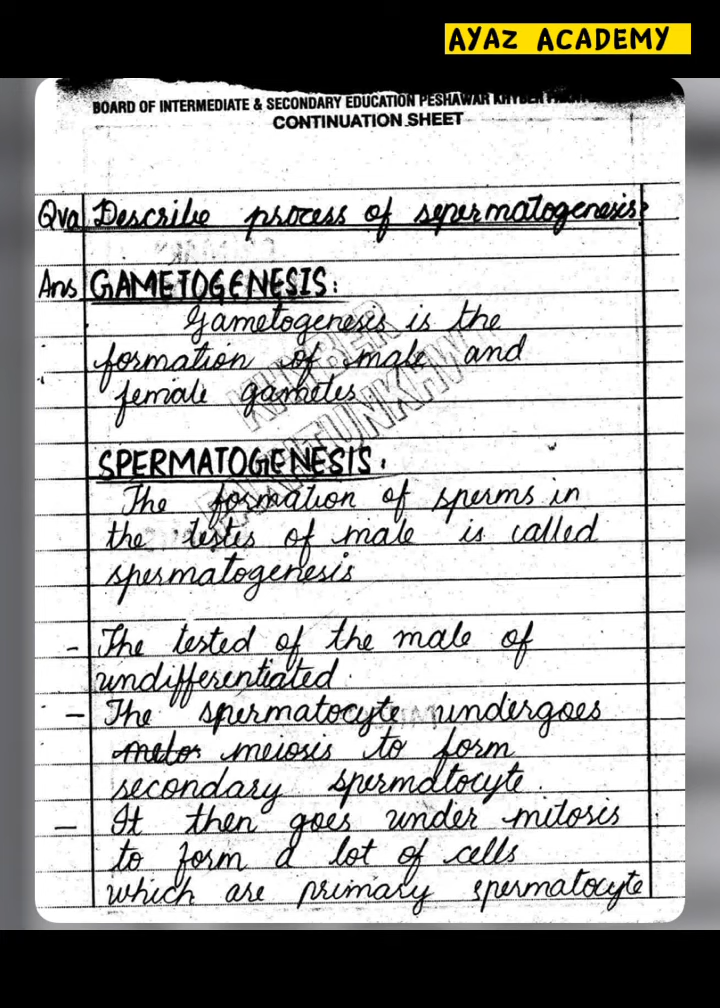 AYAZ ACADEMY
BOARD OF INTERMEDIATE & SECONDARY EDUCATION PESHAWAR KHYBER
CONTINUATION SHEET
Qva Describe process of sepermatogenesis?
Ans GAMETOGENESIS:
Gametogenesis is the
formation of male and
female gametes
SPERMATOGENESIS.
The formation of sperms in
the testes of male is called
spermatogenesis
- The tested of the male of
undifferentiated.
- The spermatocyte undergoes
meiosis to form
secondary spermatocyte.
- It then goes under mitosis
to form a lot of cells
which are primary spermatocyte